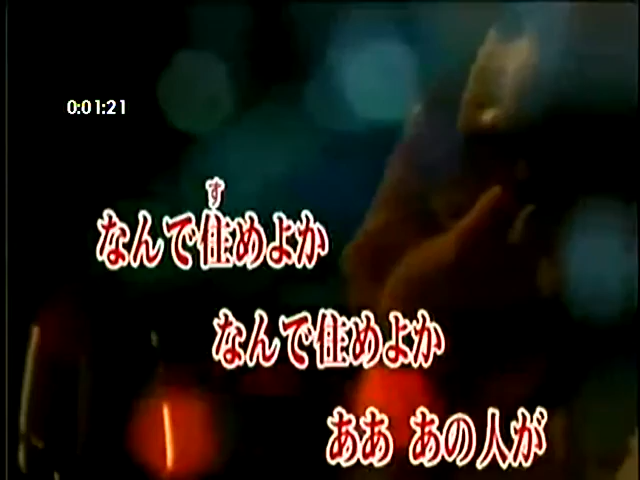 0:01:21
す
なんで住めよか
なんで住めよか
ああ あの人が